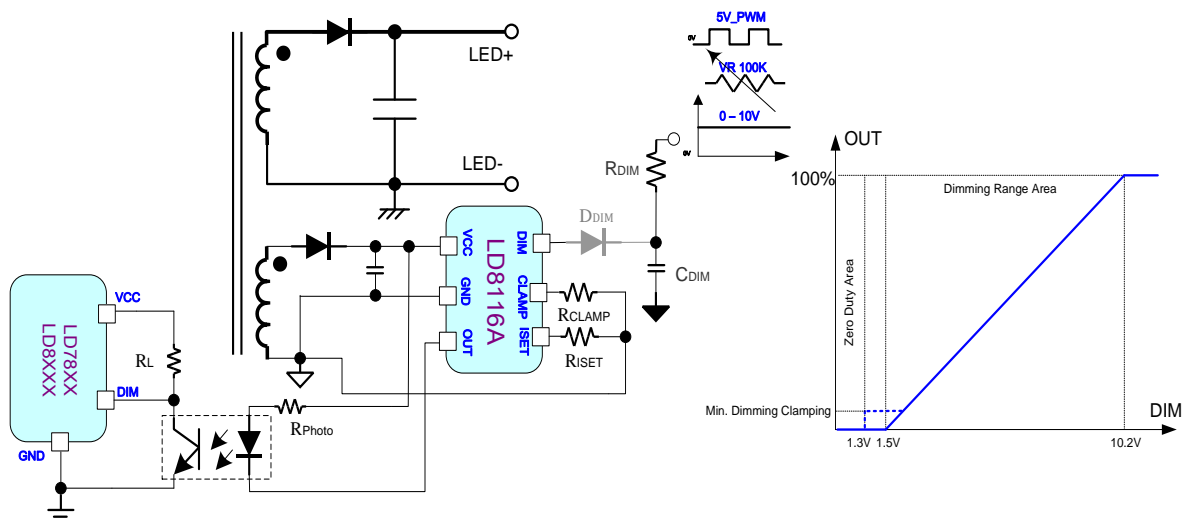 5V_PWM
0V
VR 100K
0 – 10V
0V
LED+
LED-
RDIM
DDIM
CDIM
VCC
GND
OUT
LD8116A
DIM
CLAMP
ISET
RCLAMP
RISET
VCC
LD78XX
LD8XXX
RL
DIM
GND
RPhoto
OUT
100%
Dimming Range Area
Zero Duty Area
Min. Dimming Clamping
DIM
1.3V
1.5V
10.2V